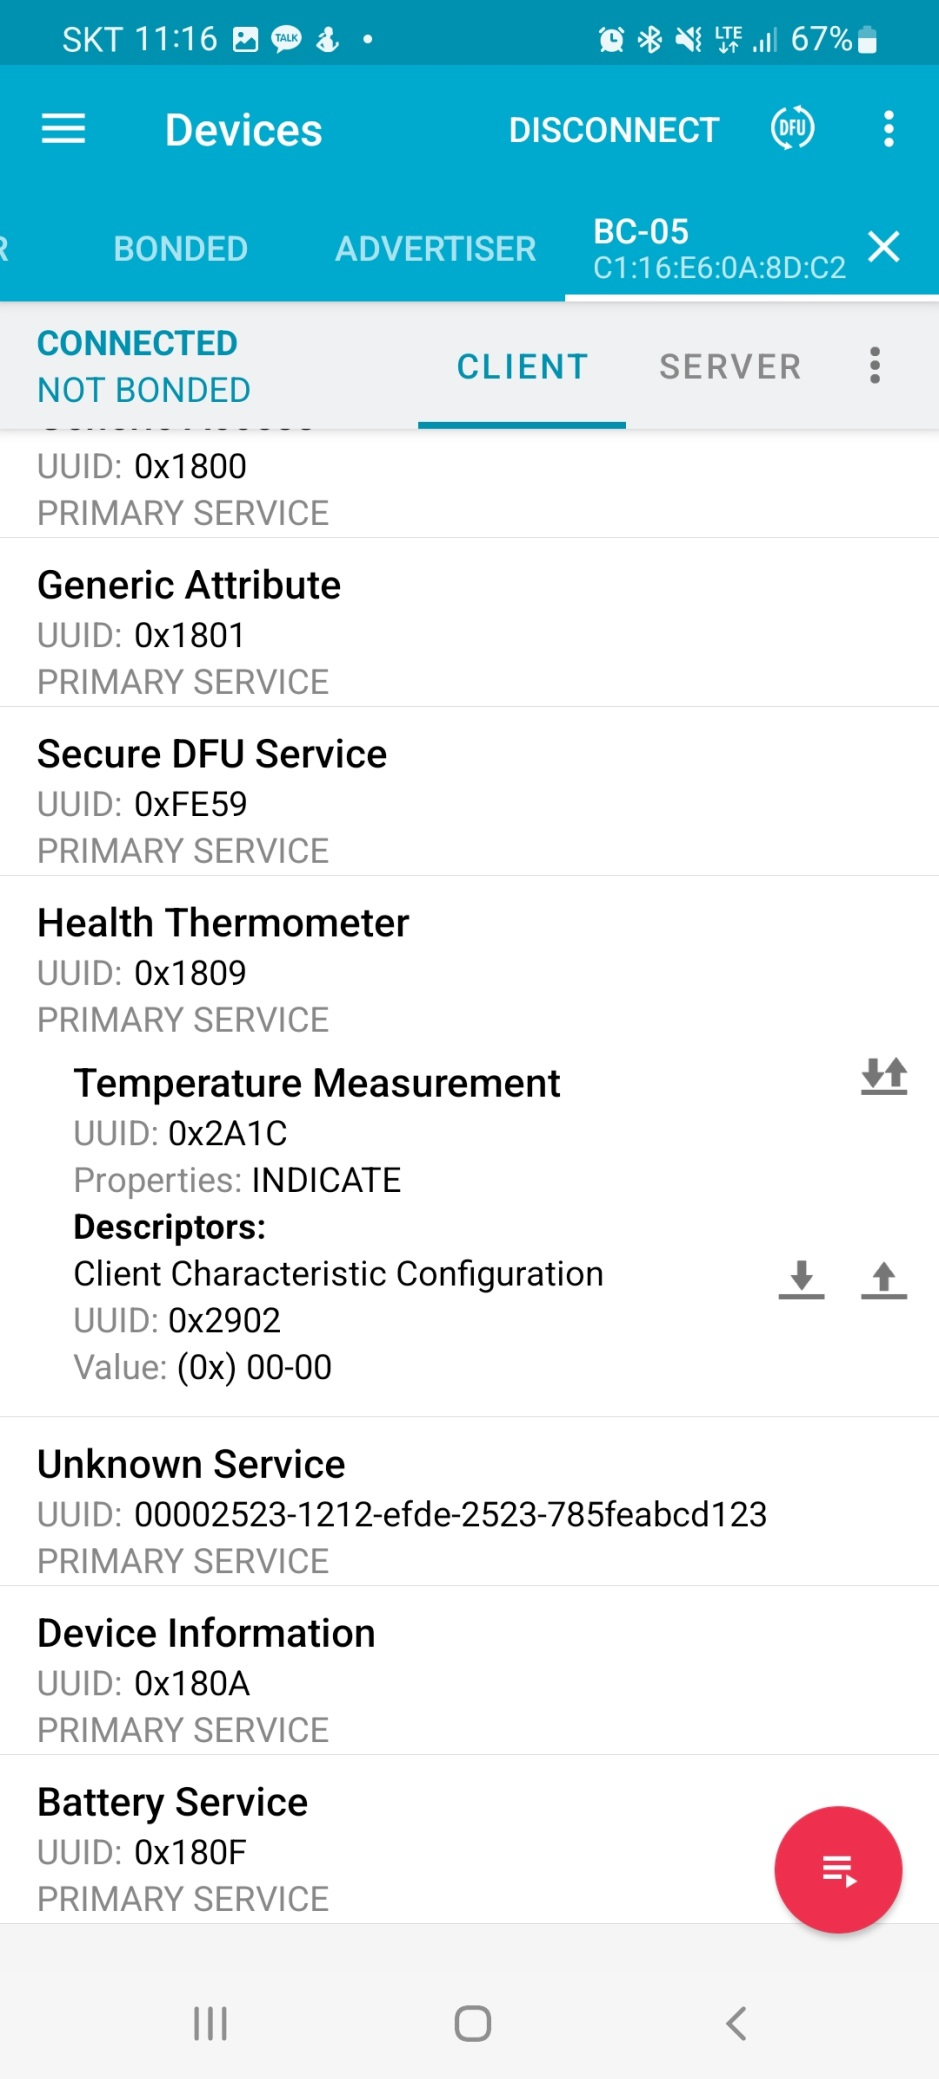 SKT 11:16 TALK LTE 67%
Devices DISCONNECT DFU
R BONDED ADVERTISER BC-05
C1:16:E6:0A:8D:C2
CONNECTED
NOT BONDED
CLIENT SERVER
UUID: 0x1800
PRIMARY SERVICE
Generic Attribute
UUID: 0x1801
PRIMARY SERVICE
Secure DFU Service
UUID: 0xFE59
PRIMARY SERVICE
Health Thermometer
UUID: 0x1809
PRIMARY SERVICE
Temperature Measurement
UUID: 0x2A1C
Properties: INDICATE
Descriptors:
Client Characteristic Configuration
UUID: 0x2902
Value: (0x) 00-00
Unknown Service
UUID: 00002523-1212-efde-2523-785feabcd123
PRIMARY SERVICE
Device Information
UUID: 0x180A
PRIMARY SERVICE
Battery Service
UUID: 0x180F
PRIMARY SERVICE